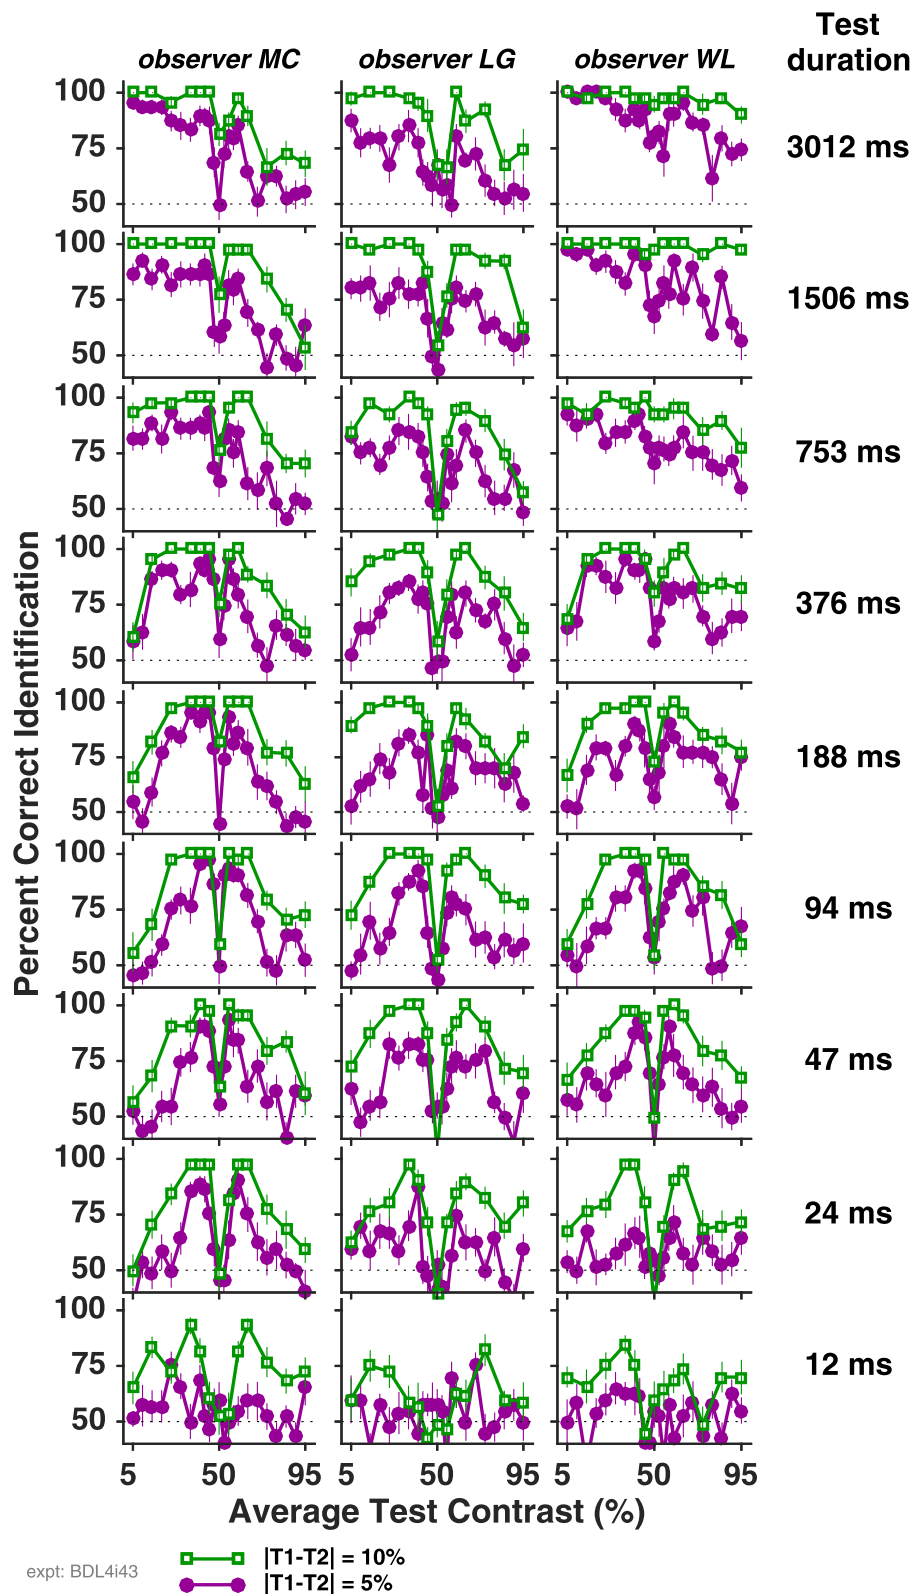 Test
observer MC observer LG observer WL duration
100
75
50
3012 ms
100
75
50
1506 ms
100
75
50
753 ms
100
75
50
376 ms
100
75
50
188 ms
100
75
50
94 ms
100
75
50
47 ms
100
75
50
24 ms
100
75
50
12 ms
Percent Correct Identification
5 50 95 5 50 95 5 50 95
Average Test Contrast (%)
expt: BDL4i43
|T1-T2| = 10%
|T1-T2| = 5%